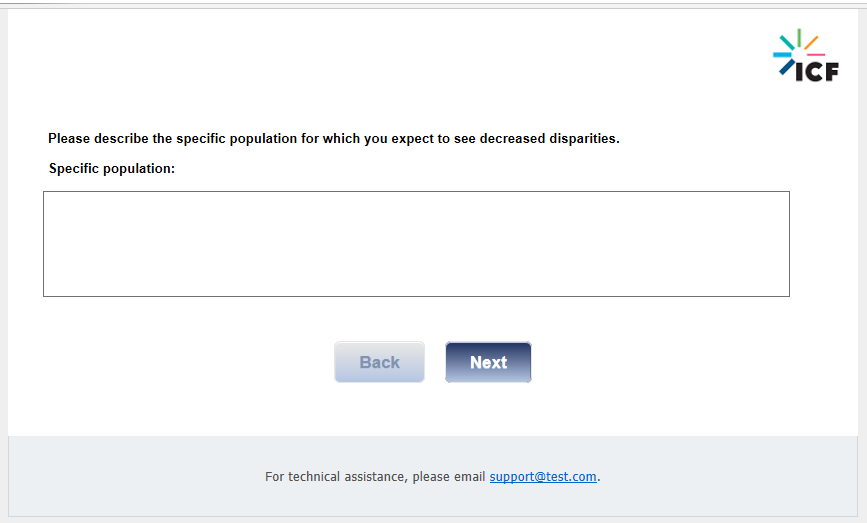 ICF
Please describe the specific population for which you expect to see decreased disparities.
Specific population:
Back
Next
For technical assistance, please email support@test.com.